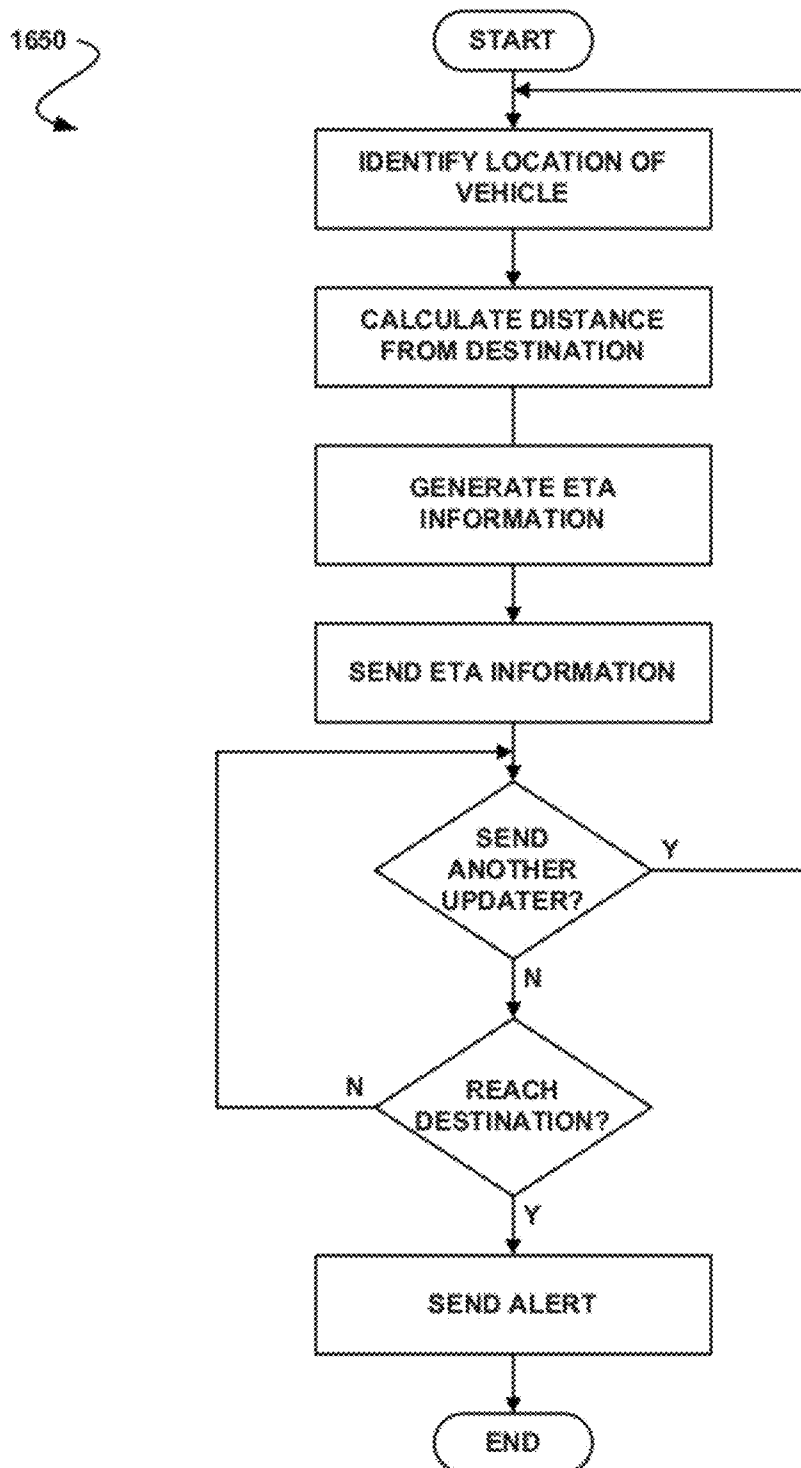 1650
START
IDENTIFY LOCATION OF
VEHICLE
CALCULATE DISTANCE
FROM DESTINATION
GENERATE ETA
INFORMATION
SEND ETA INFORMATION
SEND
ANOTHER
UPDATER?
Y
N
REACH
DESTINATION?
N
Y
SEND ALERT
END